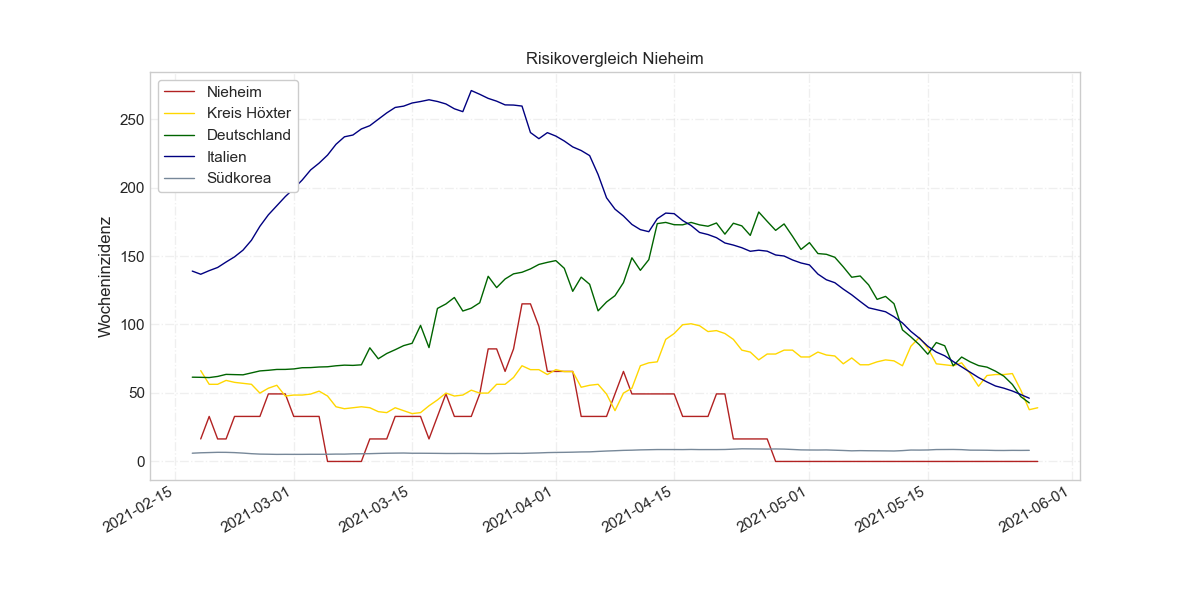 Risikovergleich Nieheim
Nieheim
Kreis Höxter
Deutschland
Italien
Südkorea
Wocheninzidenz
250
200
150
100
50
0
2021-02-15
2021-03-01
2021-03-15
2021-04-01
2021-04-15
2021-05-01
2021-05-15
2021-06-01